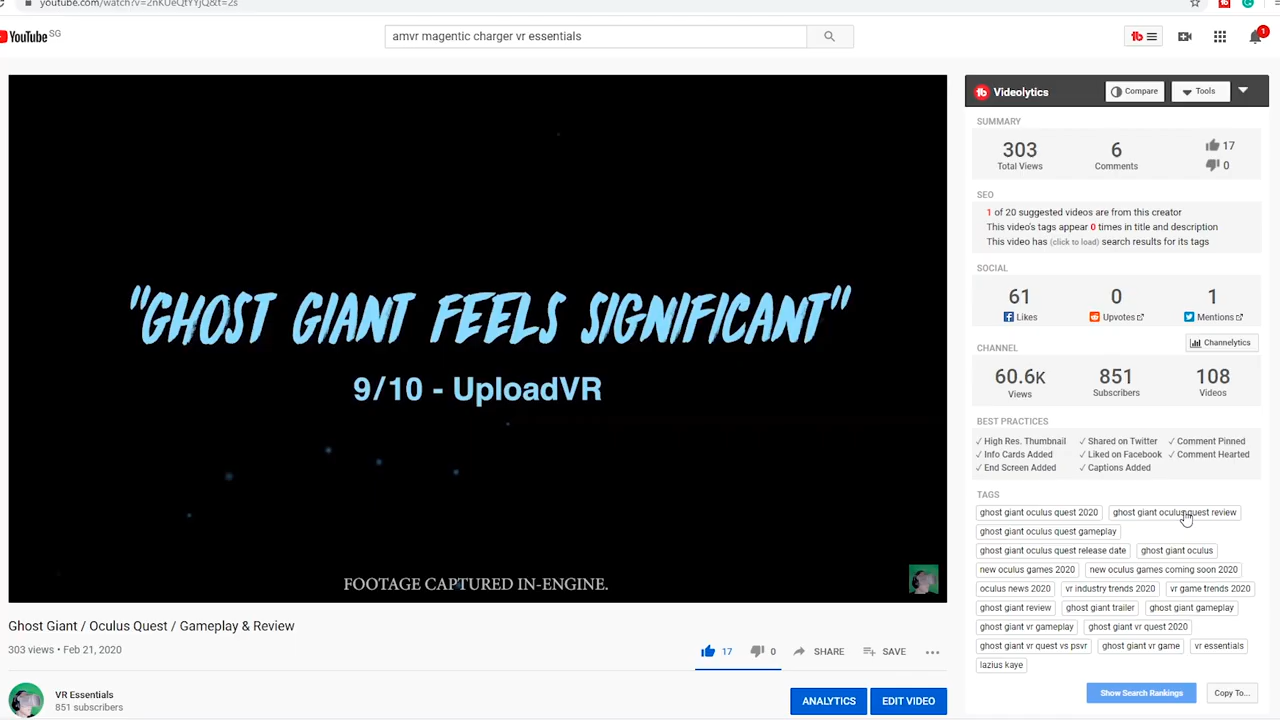 youtube.com/watch?v=2nKUeQtYYjQ&t=2s
YouTube SG
amvr magentic charger vr essentials
tb
1
"GHOST GIANT FEELS SIGNIFICANT"
9/10 - UploadVR
FOOTAGE CAPTURED IN-ENGINE.
Ghost Giant / Oculus Quest / Gameplay & Review
303 views • Feb 21, 2020
17
0
SHARE
SAVE
VR Essentials
851 subscribers
ANALYTICS
EDIT VIDEO
tb Videolytics
Compare
Tools
SUMMARY
303 6 17
Total Views Comments 0
SEO
1 of 20 suggested videos are from this creator
This video's tags appear 0 times in title and description
This video has (click to load) search results for its tags
SOCIAL
61 0 1
Likes Upvotes Mentions
CHANNEL Channelytics
60.6K 851 108
Views Subscribers Videos
BEST PRACTICES
✓ High Res. Thumbnail ✓ Shared on Twitter ✓ Comment Pinned
✓ Info Cards Added ✓ Liked on Facebook ✓ Comment Hearted
✓ End Screen Added ✓ Captions Added
TAGS
ghost giant oculus quest 2020 ghost giant oculus quest review
ghost giant oculus quest gameplay
ghost giant oculus quest release date ghost giant oculus
new oculus games 2020 new oculus games coming soon 2020
oculus news 2020 vr industry trends 2020 vr game trends 2020
ghost giant review ghost giant trailer ghost giant gameplay
ghost giant vr gameplay ghost giant vr quest 2020
ghost giant vr quest vs psvr ghost giant vr game vr essentials
lazius kaye
Show Search Rankings Copy To...